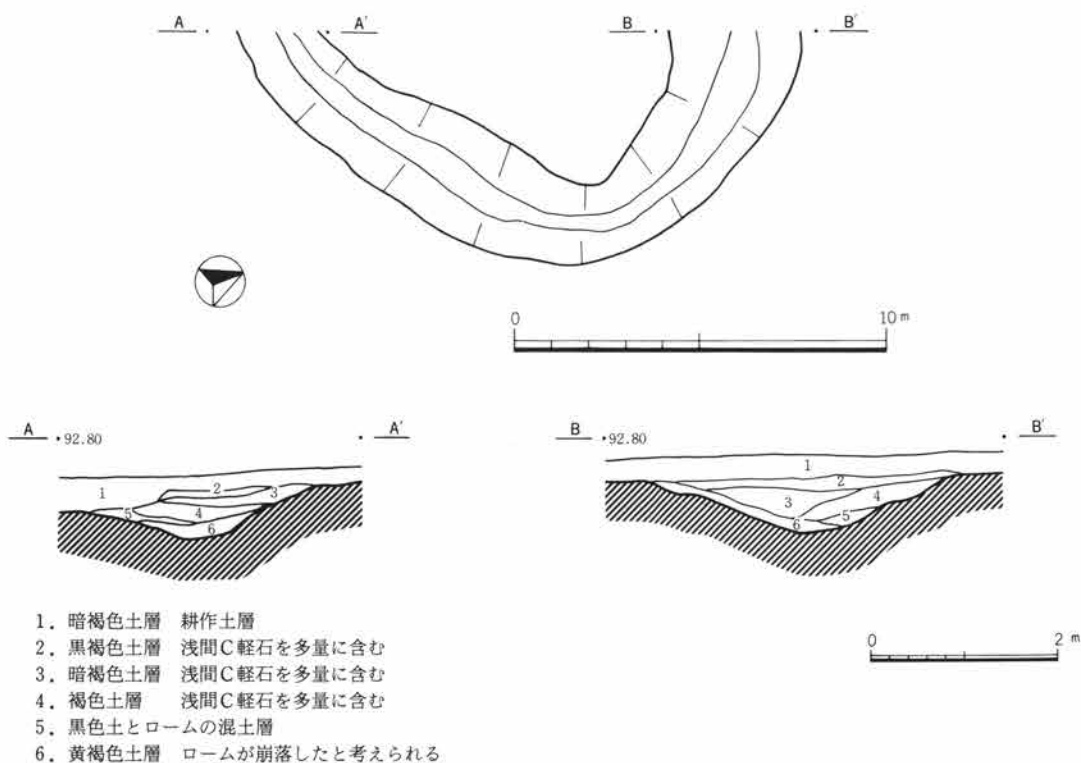 A A′ B B′
0 10 m
A 92.80 A′ B 92.80 B′
1 2 3 4 5 6
1 2 3 4 5 6
1. 暗褐色土層 耕作土層
2. 黒褐色土層 浅間C軽石を多量に含む
3. 暗褐色土層 浅間C軽石を多量に含む
4. 褐色土層 浅間C軽石を多量に含む
5. 黒色土とロームの混土層
6. 黄褐色土層 ロームが崩落したと考えられる
0 2 m